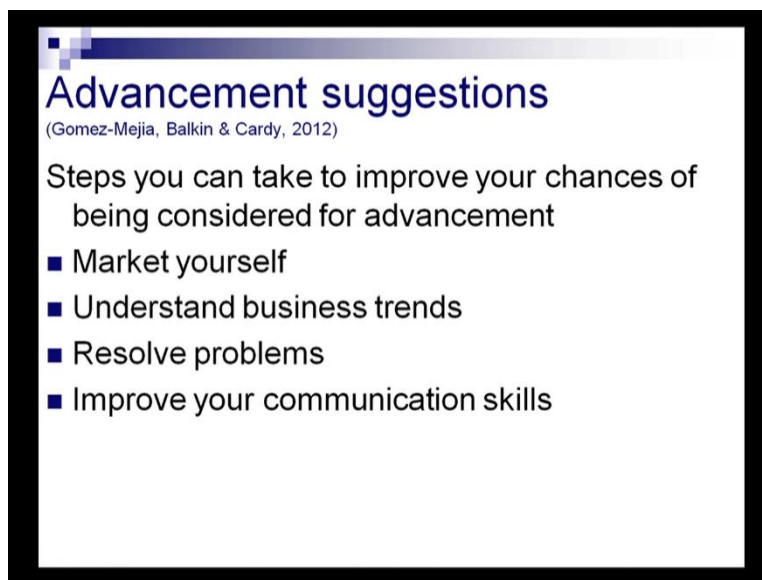 Advancement suggestions
(Gomez-Mejia, Balkin & Cardy, 2012)
Steps you can take to improve your chances of
being considered for advancement
■ Market yourself
■ Understand business trends
■ Resolve problems
■ Improve your communication skills